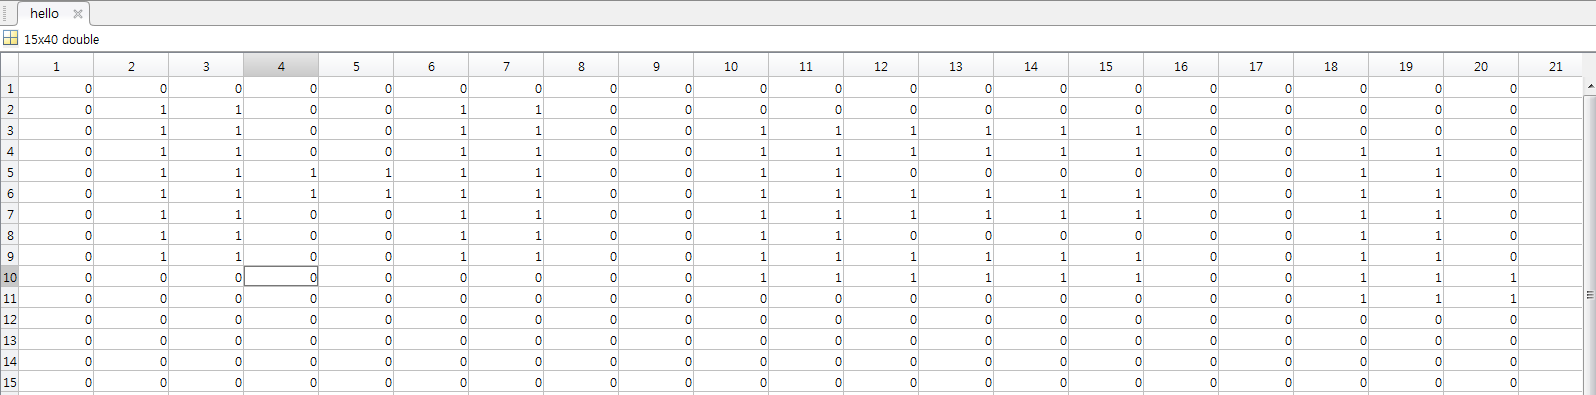 hello
15x40 double
1 2 3 4 5 6 7 8 9 10 11 12 13 14 15 16 17 18 19 20 21
1 0 0 0 0 0 0 0 0 0 0 0 0 0 0 0 0 0 0 0 0
2 0 1 1 0 0 1 1 0 0 0 0 0 0 0 0 0 0 0 0 0
3 0 1 1 0 0 1 1 0 0 1 1 1 1 1 1 0 0 0 0 0
4 0 1 1 0 0 1 1 0 0 1 1 1 1 1 1 0 0 1 1 0
5 0 1 1 1 1 1 1 0 0 1 1 0 0 0 0 0 0 1 1 0
6 0 1 1 1 1 1 1 0 0 1 1 1 1 1 1 0 0 1 1 0
7 0 1 1 0 0 1 1 0 0 1 1 1 1 1 1 0 0 1 1 0
8 0 1 1 0 0 1 1 0 0 1 1 0 0 0 0 0 0 1 1 0
9 0 1 1 0 0 1 1 0 0 1 1 1 1 1 1 0 0 1 1 0
10 0 0 0 0 0 0 0 0 0 1 1 1 1 1 1 0 0 1 1 1
11 0 0 0 0 0 0 0 0 0 0 0 0 0 0 0 0 0 1 1 1
12 0 0 0 0 0 0 0 0 0 0 0 0 0 0 0 0 0 0 0 0
13 0 0 0 0 0 0 0 0 0 0 0 0 0 0 0 0 0 0 0 0
14 0 0 0 0 0 0 0 0 0 0 0 0 0 0 0 0 0 0 0 0
15 0 0 0 0 0 0 0 0 0 0 0 0 0 0 0 0 0 0 0 0